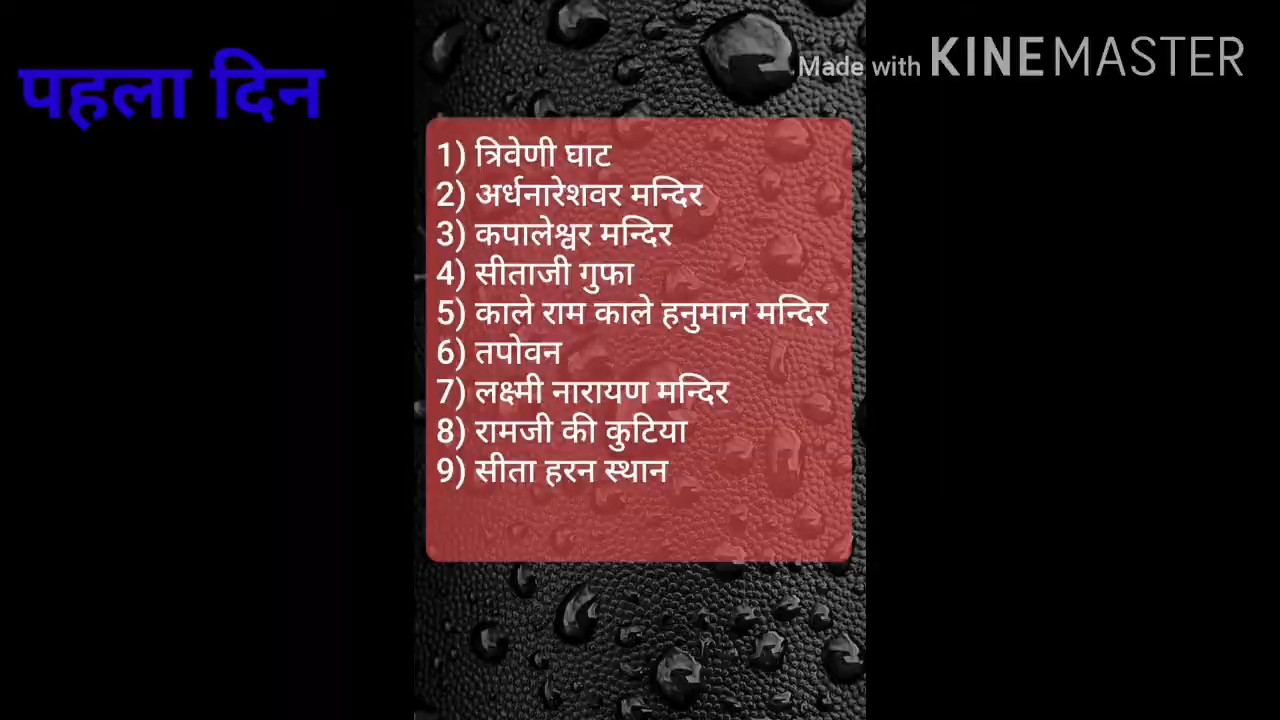 पहला दिन
Made with KINEMASTER
1) त्रिवेणी घाट
2) अर्धनारेशवर मन्दिर
3) कपालेश्वर मन्दिर
4) सीताजी गुफा
5) काले राम काले हनुमान मन्दिर
6) तपोवन
7) लक्ष्मी नारायण मन्दिर
8) रामजी की कुटिया
9) सीता हरन स्थान